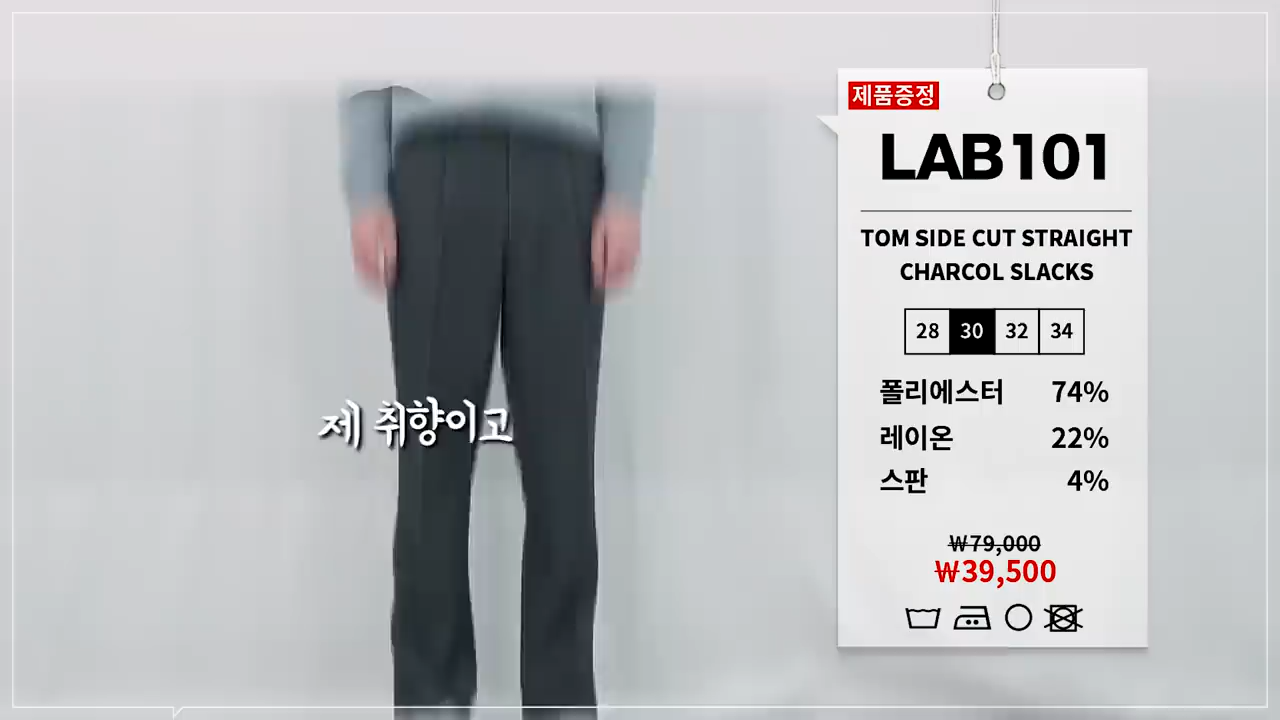 제품증정
LAB101
TOM SIDE CUT STRAIGHT
CHARCOL SLACKS
28 30 32 34
폴리에스터 74%
레이온 22%
스판 4%
₩79,000
₩39,500
제 취향이고